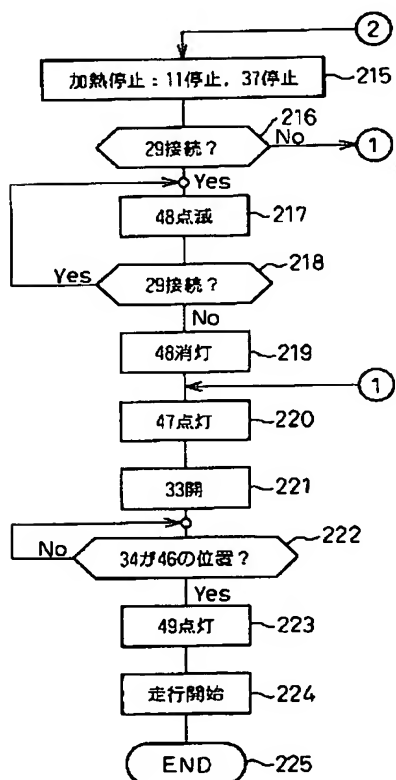 2
加熱停止：11停止，37停止
215
216
29接続？
No
1
Yes
48点滅
217
218
Yes
29接続？
No
48消灯
219
1
47点灯
220
33開
221
222
No
34が46の位置？
Yes
49点灯
223
走行開始
224
END
225